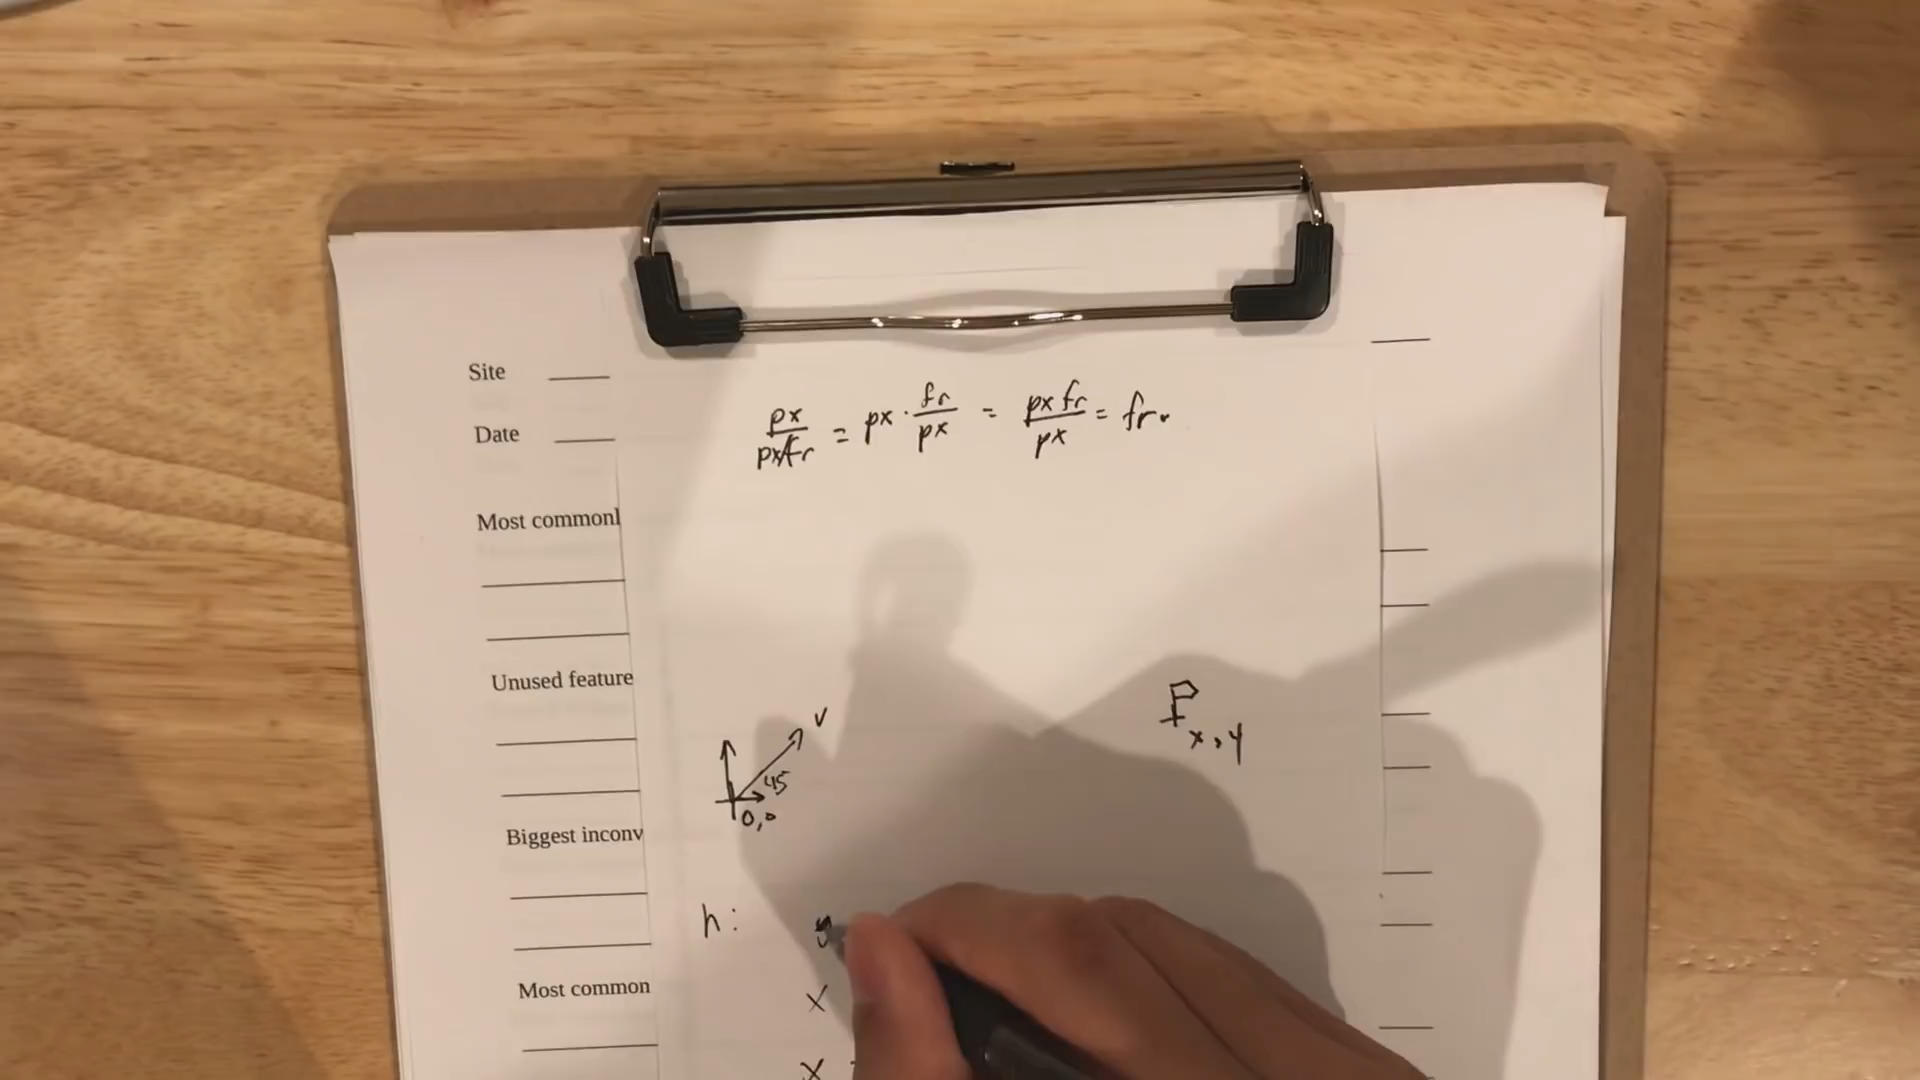 Site
Date
px/px/fr = px · fr/px = px fr/px = fr.
Most commonl
Unused feature
P x, y
v
45
0,0
Biggest inconv
h:
Most common
x
x